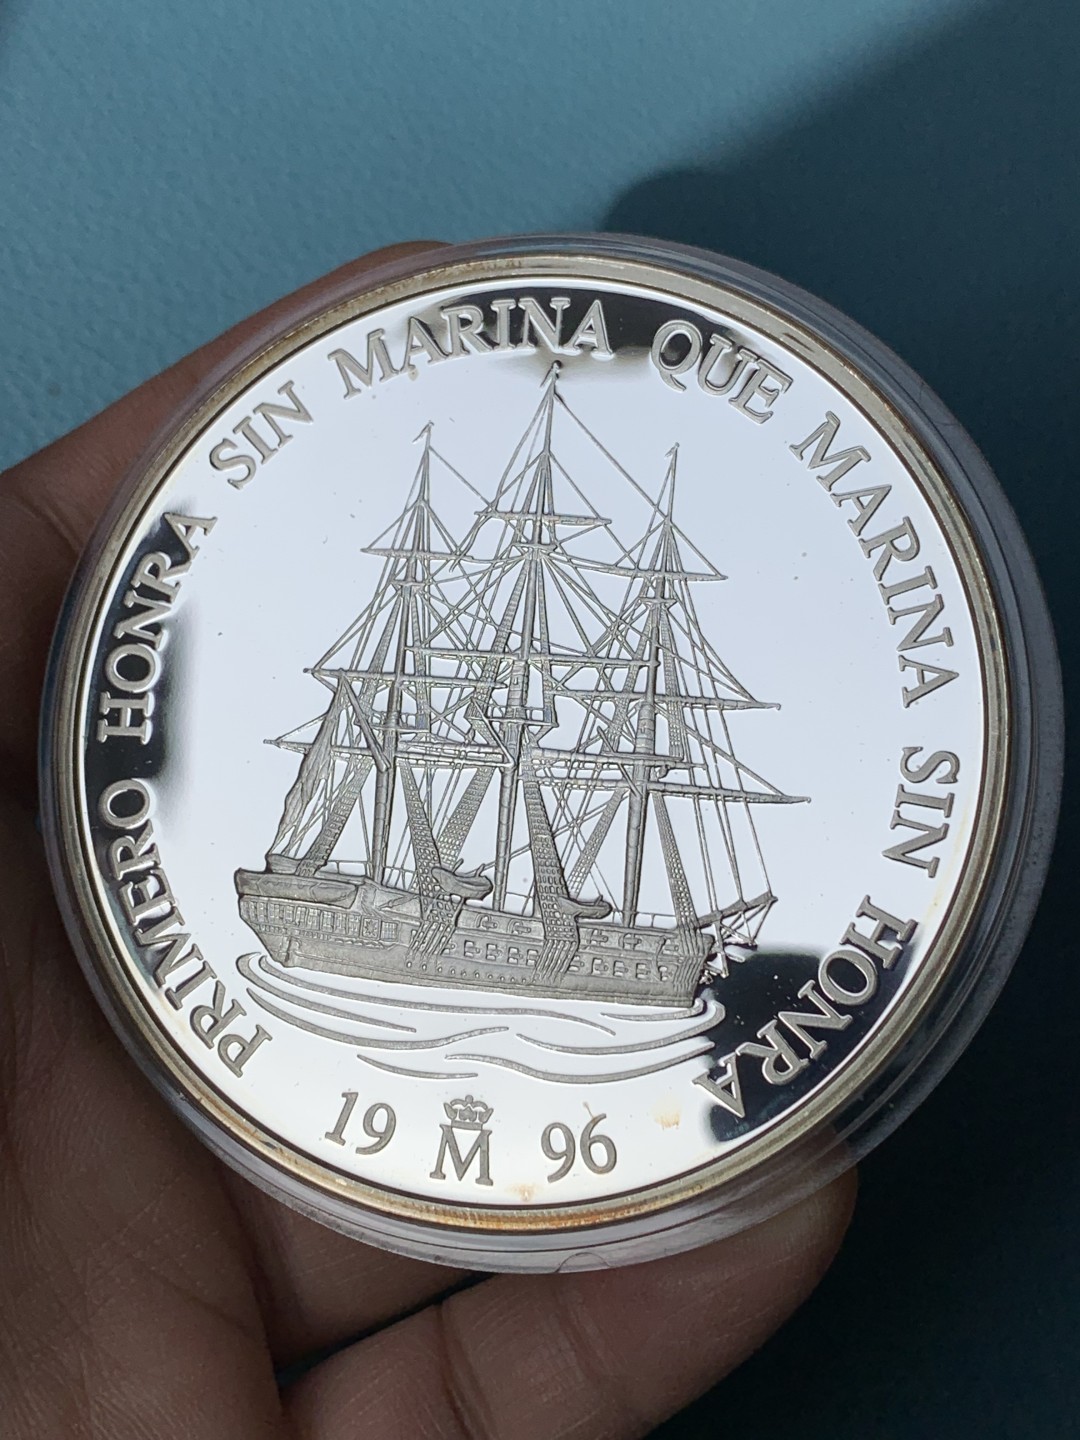 PRIMERO HONRA SIN MARINA QUE MARINA SIN HONRA
19 M 96